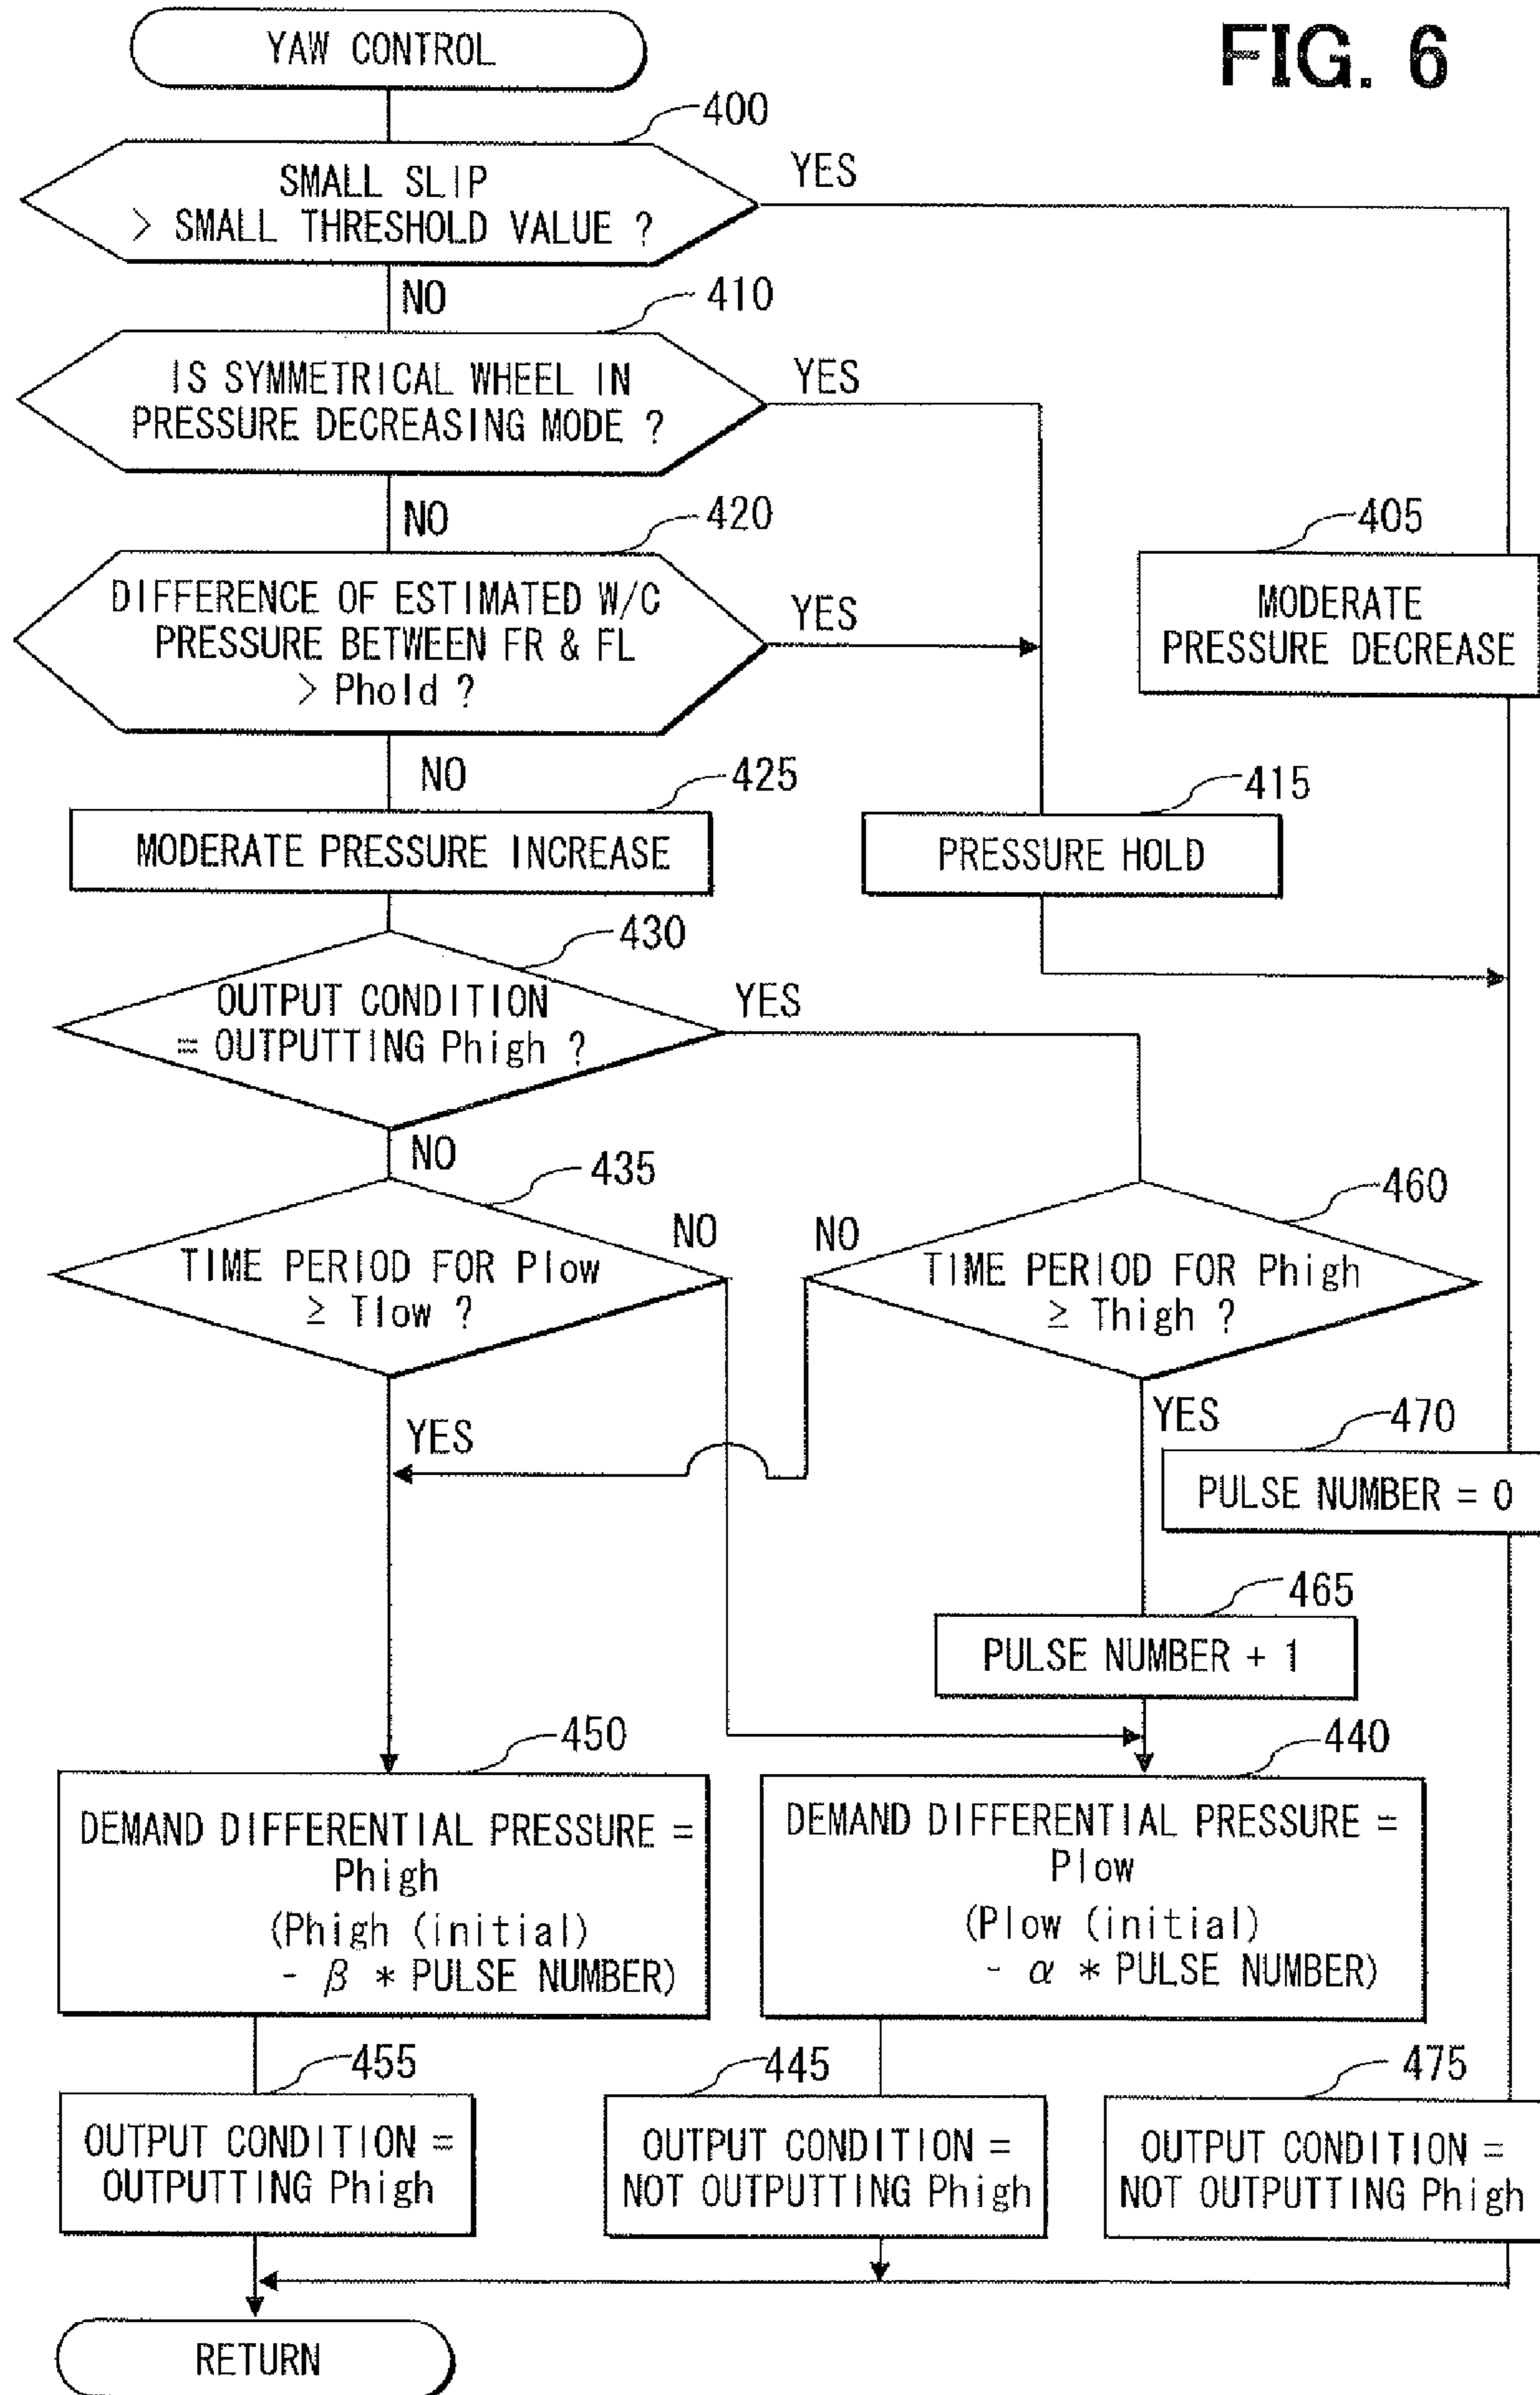 FIG. 6
YAW CONTROL
400
SMALL SLIP
> SMALL THRESHOLD VALUE ?
YES
NO
410
IS SYMMETRICAL WHEEL IN
PRESSURE DECREASING MODE ?
YES
NO
420
DIFFERENCE OF ESTIMATED W/C
PRESSURE BETWEEN FR & FL
> Phold ?
YES
NO
405
MODERATE
PRESSURE DECREASE
425
MODERATE PRESSURE INCREASE
415
PRESSURE HOLD
430
OUTPUT CONDITION
= OUTPUTTING Phigh ?
YES
NO
435
TIME PERIOD FOR Plow
≥ Tlow ?
NO
YES
460
TIME PERIOD FOR Phigh
≥ Thigh ?
NO
YES
470
PULSE NUMBER = 0
465
PULSE NUMBER + 1
450
DEMAND DIFFERENTIAL PRESSURE =
Phigh
(Phigh (initial)
- β * PULSE NUMBER)
440
DEMAND DIFFERENTIAL PRESSURE =
Plow
(Plow (initial)
- α * PULSE NUMBER)
455
OUTPUT CONDITION =
OUTPUTTING Phigh
445
OUTPUT CONDITION =
NOT OUTPUTTING Phigh
475
OUTPUT CONDITION =
NOT OUTPUTTING Phigh
RETURN